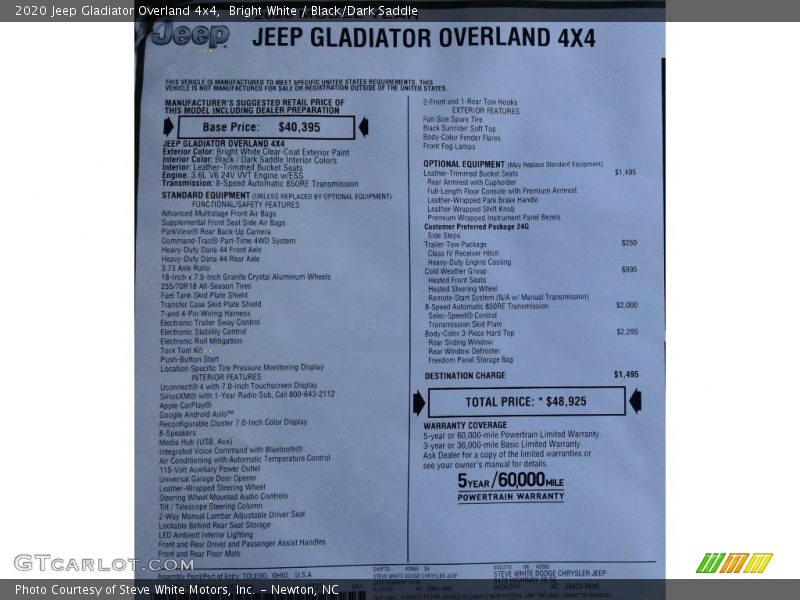 2020 Jeep Gladiator Overland 4x4, Bright White / Black/Dark Saddle
Jeep
JEEP GLADIATOR OVERLAND 4X4
THIS VEHICLE IS MANUFACTURED TO MEET SPECIFIC UNITED STATES REQUIREMENTS. THIS
VEHICLE IS NOT MANUFACTURED FOR SALE OR REGISTRATION OUTSIDE OF THE UNITED STATES.
MANUFACTURER'S SUGGESTED RETAIL PRICE OF
THIS MODEL INCLUDING DEALER PREPARATION
Base Price: $40,395
JEEP GLADIATOR OVERLAND 4X4
Exterior Color: Bright White Clear-Coat Exterior Paint
Interior Color: Black / Dark Saddle Interior Colors
Interior: Leather-Trimmed Bucket Seats
Engine: 3.6L V6 24V VVT Engine w/ESS
Transmission: 8-Speed Automatic 850RE Transmission
STANDARD EQUIPMENT (UNLESS REPLACED BY OPTIONAL EQUIPMENT)
FUNCTIONAL/SAFETY FEATURES
Advanced Multistage Front Air Bags
Supplemental Front Seat Side Air Bags
ParkView® Rear Back-Up Camera
Command-Trac® Part-Time 4WD System
Heavy-Duty Dana 44 Front Axle
Heavy-Duty Dana 44 Rear Axle
3.73 Axle Ratio
18-Inch x 7.5-Inch Granite Crystal Aluminum Wheels
255/70R18 All-Season Tires
Fuel Tank Skid Plate Shield
Transfer Case Skid Plate Shield
7-and 4-Pin Wiring Harness
Electronic Trailer Sway Control
Electronic Stability Control
Electronic Roll Mitigation
Torx Tool Kit
Push-Button Start
Location Specific Tire Pressure Monitoring Display
INTERIOR FEATURES
Uconnect® 4 with 7.0-Inch Touchscreen Display
SiriusXM® with 1-Year Radio Sub, Call 800-643-2112
Apple CarPlay®
Google Android Auto™
Reconfigurable Cluster 7.0-Inch Color Display
8-Speakers
Media Hub (USB, Aux)
Integrated Voice Command with Bluetooth®
Air Conditioning with Automatic Temperature Control
115-Volt Auxiliary Power Outlet
Universal Garage Door Opener
Leather-Wrapped Steering Wheel
Steering Wheel Mounted Audio Controls
Tilt / Telescope Steering Column
2-Way Manual Lumbar Adjustable Driver Seat
Lockable Behind Rear Seat Storage
LED Ambient Interior Lighting
Front and Rear Driver and Passenger Assist Handles
Front and Rear Floor Mats
2-Front and 1-Rear Tow Hooks
EXTERIOR FEATURES
Full-Size Spare Tire
Black Sunrider Soft Top
Body-Color Fender Flares
Front Fog Lamps
OPTIONAL EQUIPMENT (May Replace Standard Equipment)
Leather-Trimmed Bucket Seats $1,495
Rear Armrest with Cupholder
Full-Length Floor Console with Premium Armrest
Leather-Wrapped Park Brake Handle
Leather-Wrapped Shift Knob
Premium Wrapped Instrument Panel Bezels
Customer Preferred Package 24G
Side Steps
Trailer-Tow Package $250
Class IV Receiver Hitch
Heavy-Duty Engine Cooling
Cold Weather Group $995
Heated Front Seats
Heated Steering Wheel
Remote-Start System (N/A w/ Manual Transmission)
8-Speed Automatic 850RE Transmission $2,000
Selec-Speed® Control
Transmission Skid Plate
Body-Color 3-Piece Hard Top $2,295
Rear Sliding Window
Rear Window Defroster
Freedom Panel Storage Bag
DESTINATION CHARGE $1,495
TOTAL PRICE: * $48,925
WARRANTY COVERAGE
5-year or 60,000-mile Powertrain Limited Warranty.
3-year or 36,000-mile Basic Limited Warranty.
Ask Dealer for a copy of the limited warranties or
see your owner's manual for details.
5YEAR/60,000MILE
POWERTRAIN WARRANTY
Assembly Point/Port of Entry: TOLEDO, OHIO, U.S.A.
STEVE WHITE DODGE CHRYSLER JEEP
STEVE WHITE DODGE CHRYSLER JEEP
HICKORY NC
GTCarlot.com
Photo Courtesy of Steve White Motors, Inc. – Newton, NC